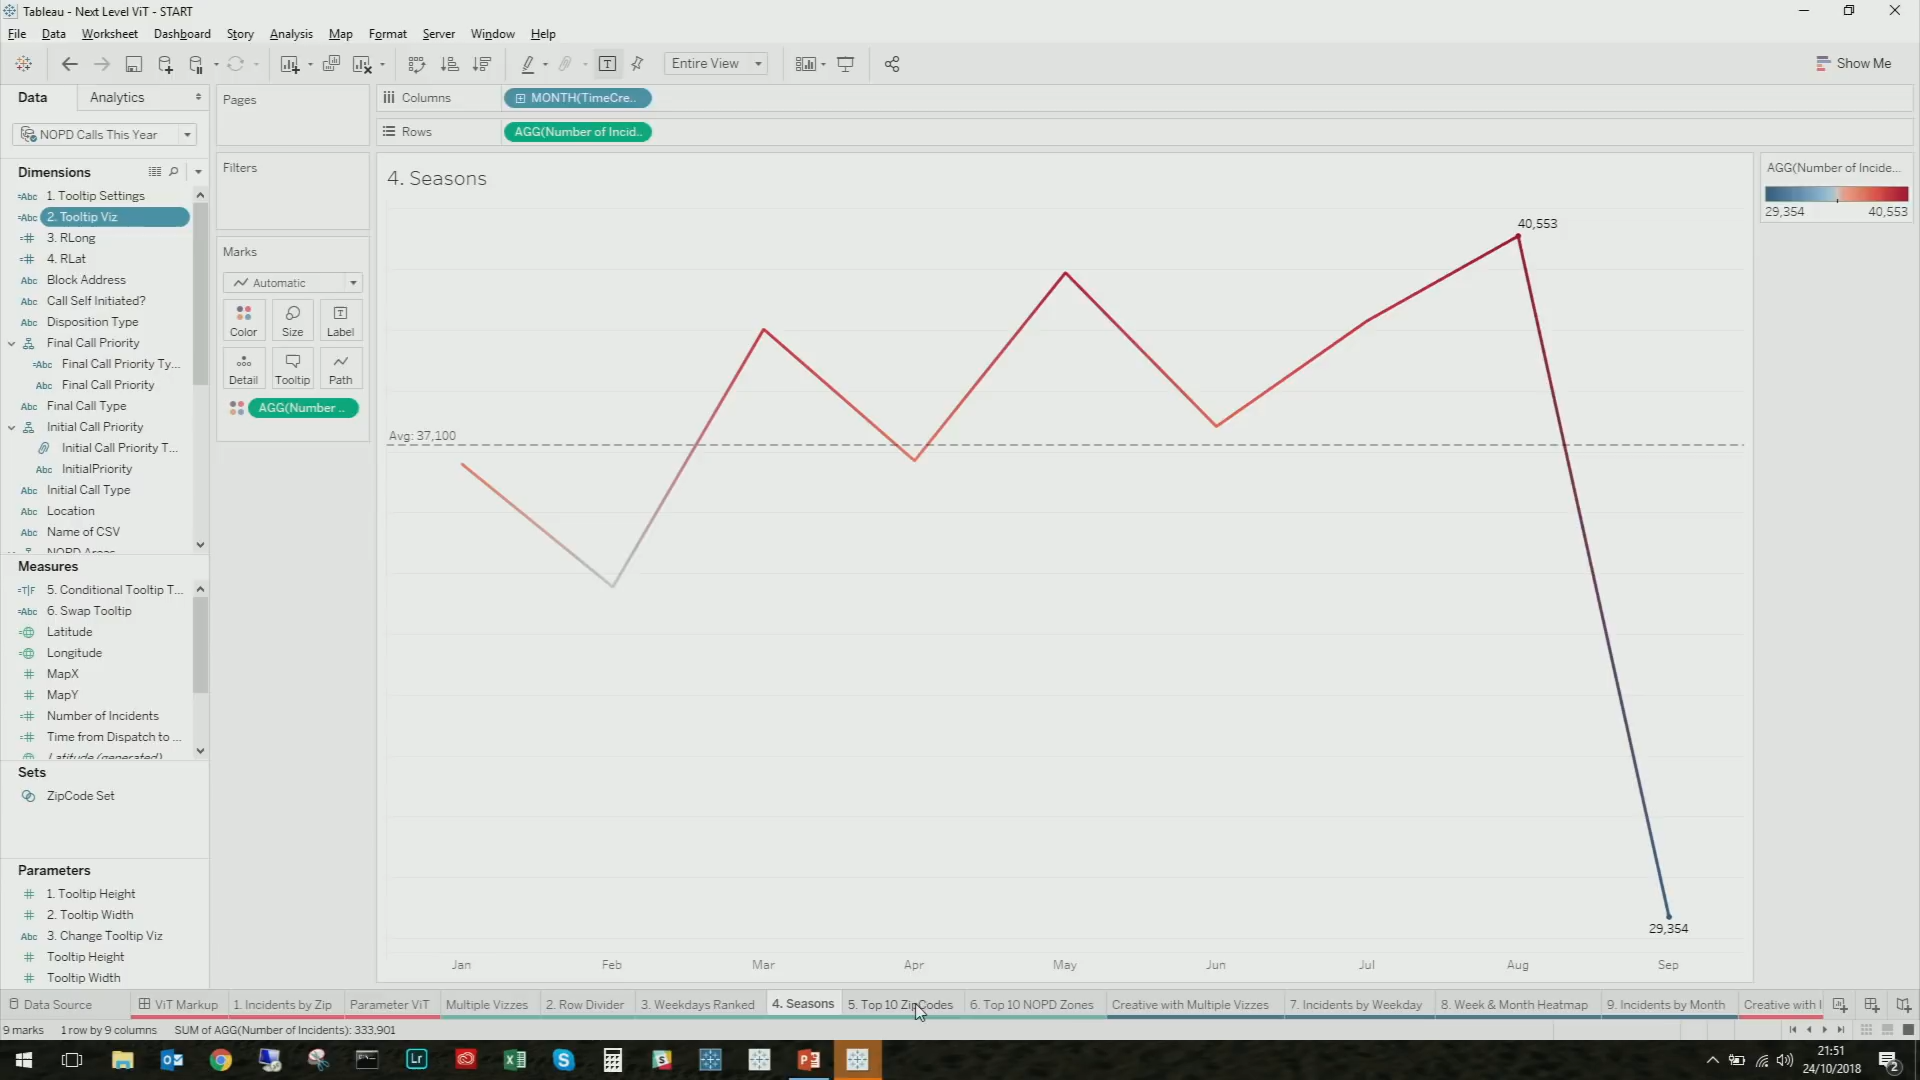 Tableau - Next Level ViT - START
File Data Worksheet Dashboard Story Analysis Map Format Server Window Help
Entire View
Show Me
Data Analytics
Pages
Columns MONTH(TimeCre..
Rows AGG(Number of Incid..
NOPD Calls This Year
Dimensions
1. Tooltip Settings
2. Tooltip Viz
3. RLong
4. RLat
Block Address
Call Self Initiated?
Disposition Type
Final Call Priority
Final Call Priority Ty...
Final Call Priority
Final Call Type
Initial Call Priority
Initial Call Priority T...
InitialPriority
Initial Call Type
Location
Name of CSV
NOPD Areas
Measures
5. Conditional Tooltip T...
6. Swap Tooltip
Latitude
Longitude
MapX
MapY
Number of Incidents
Time from Dispatch to ...
Latitude (generated)
Sets
ZipCode Set
Parameters
1. Tooltip Height
2. Tooltip Width
3. Change Tooltip Viz
Tooltip Height
Tooltip Width
Filters
Marks
Automatic
Color Size Label
Detail Tooltip Path
AGG(Number ..
4. Seasons
40,553
Avg: 37,100
29,354
Jan Feb Mar Apr May Jun Jul Aug Sep
AGG(Number of Incide...
29,354 40,553
Data Source ViT Markup 1. Incidents by Zip Parameter ViT Multiple Vizzes 2. Row Divider 3. Weekdays Ranked 4. Seasons 5. Top 10 ZipCodes 6. Top 10 NOPD Zones Creative with Multiple Vizzes 7. Incidents by Weekday 8. Week & Month Heatmap 9. Incidents by Month Creative with I
9 marks 1 row by 9 columns SUM of AGG(Number of Incidents): 333,901
21:51
24/10/2018